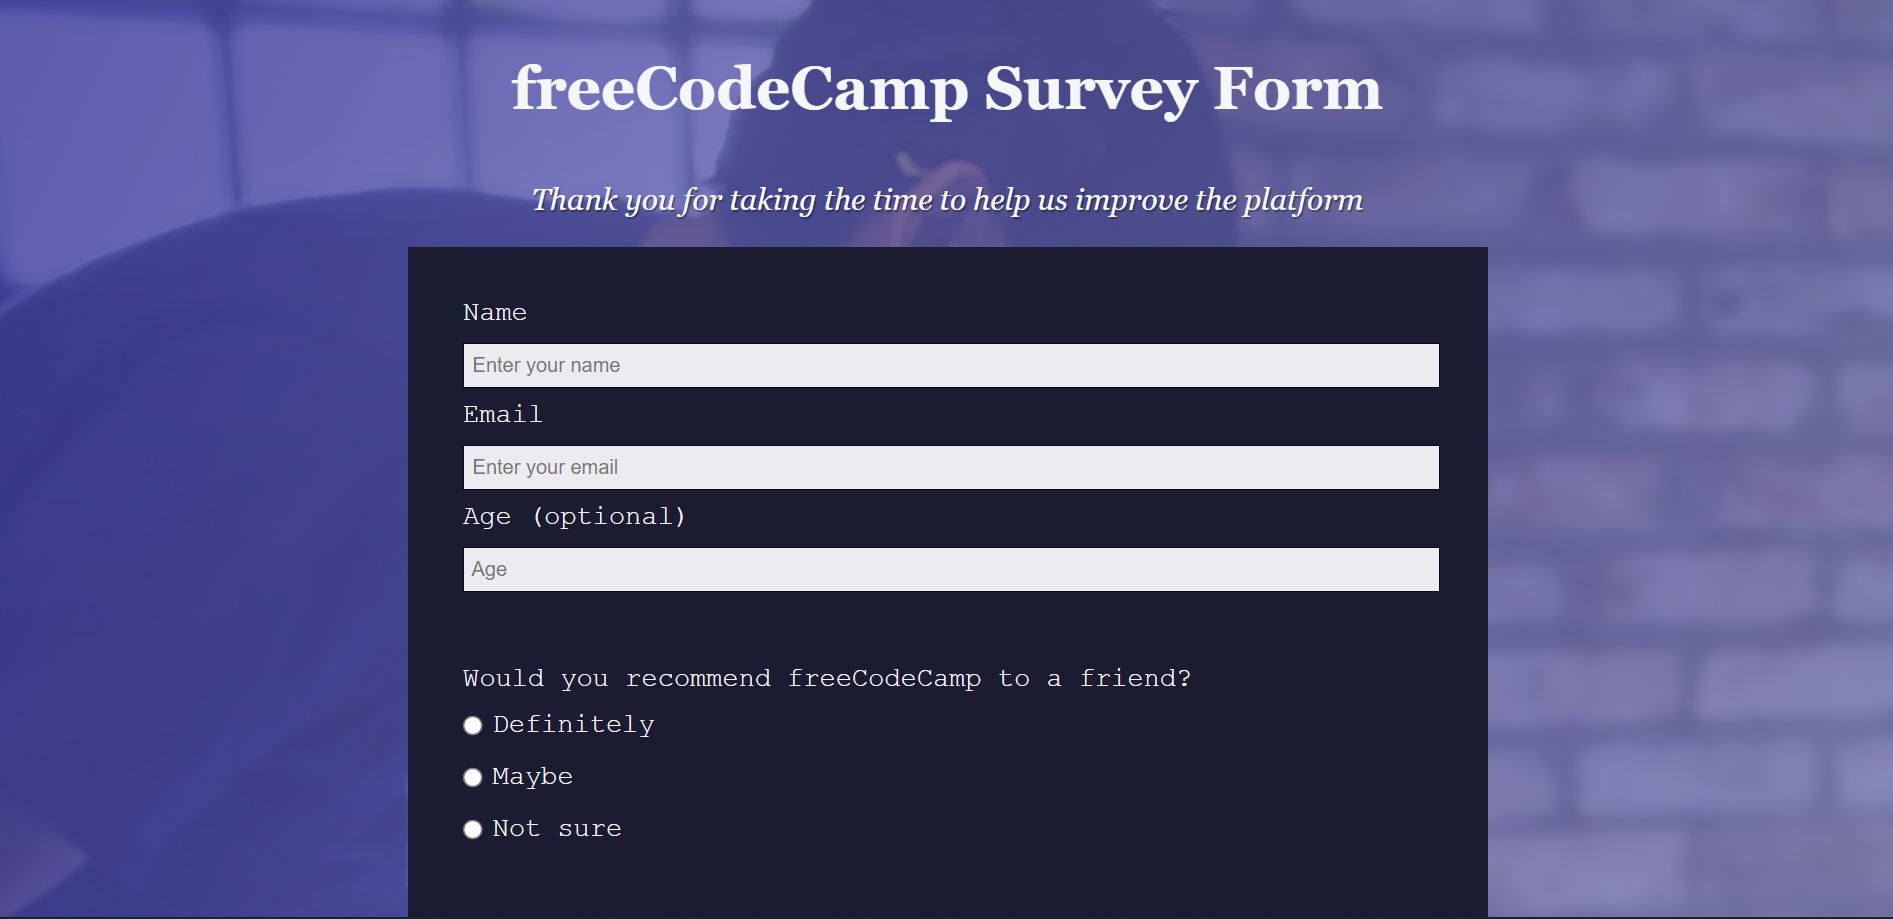 freeCodeCamp Survey Form
Thank you for taking the time to help us improve the platform
Name
Enter your name
Email
Enter your email
Age (optional)
Age
Would you recommend freeCodeCamp to a friend?
Definitely
Maybe
Not sure